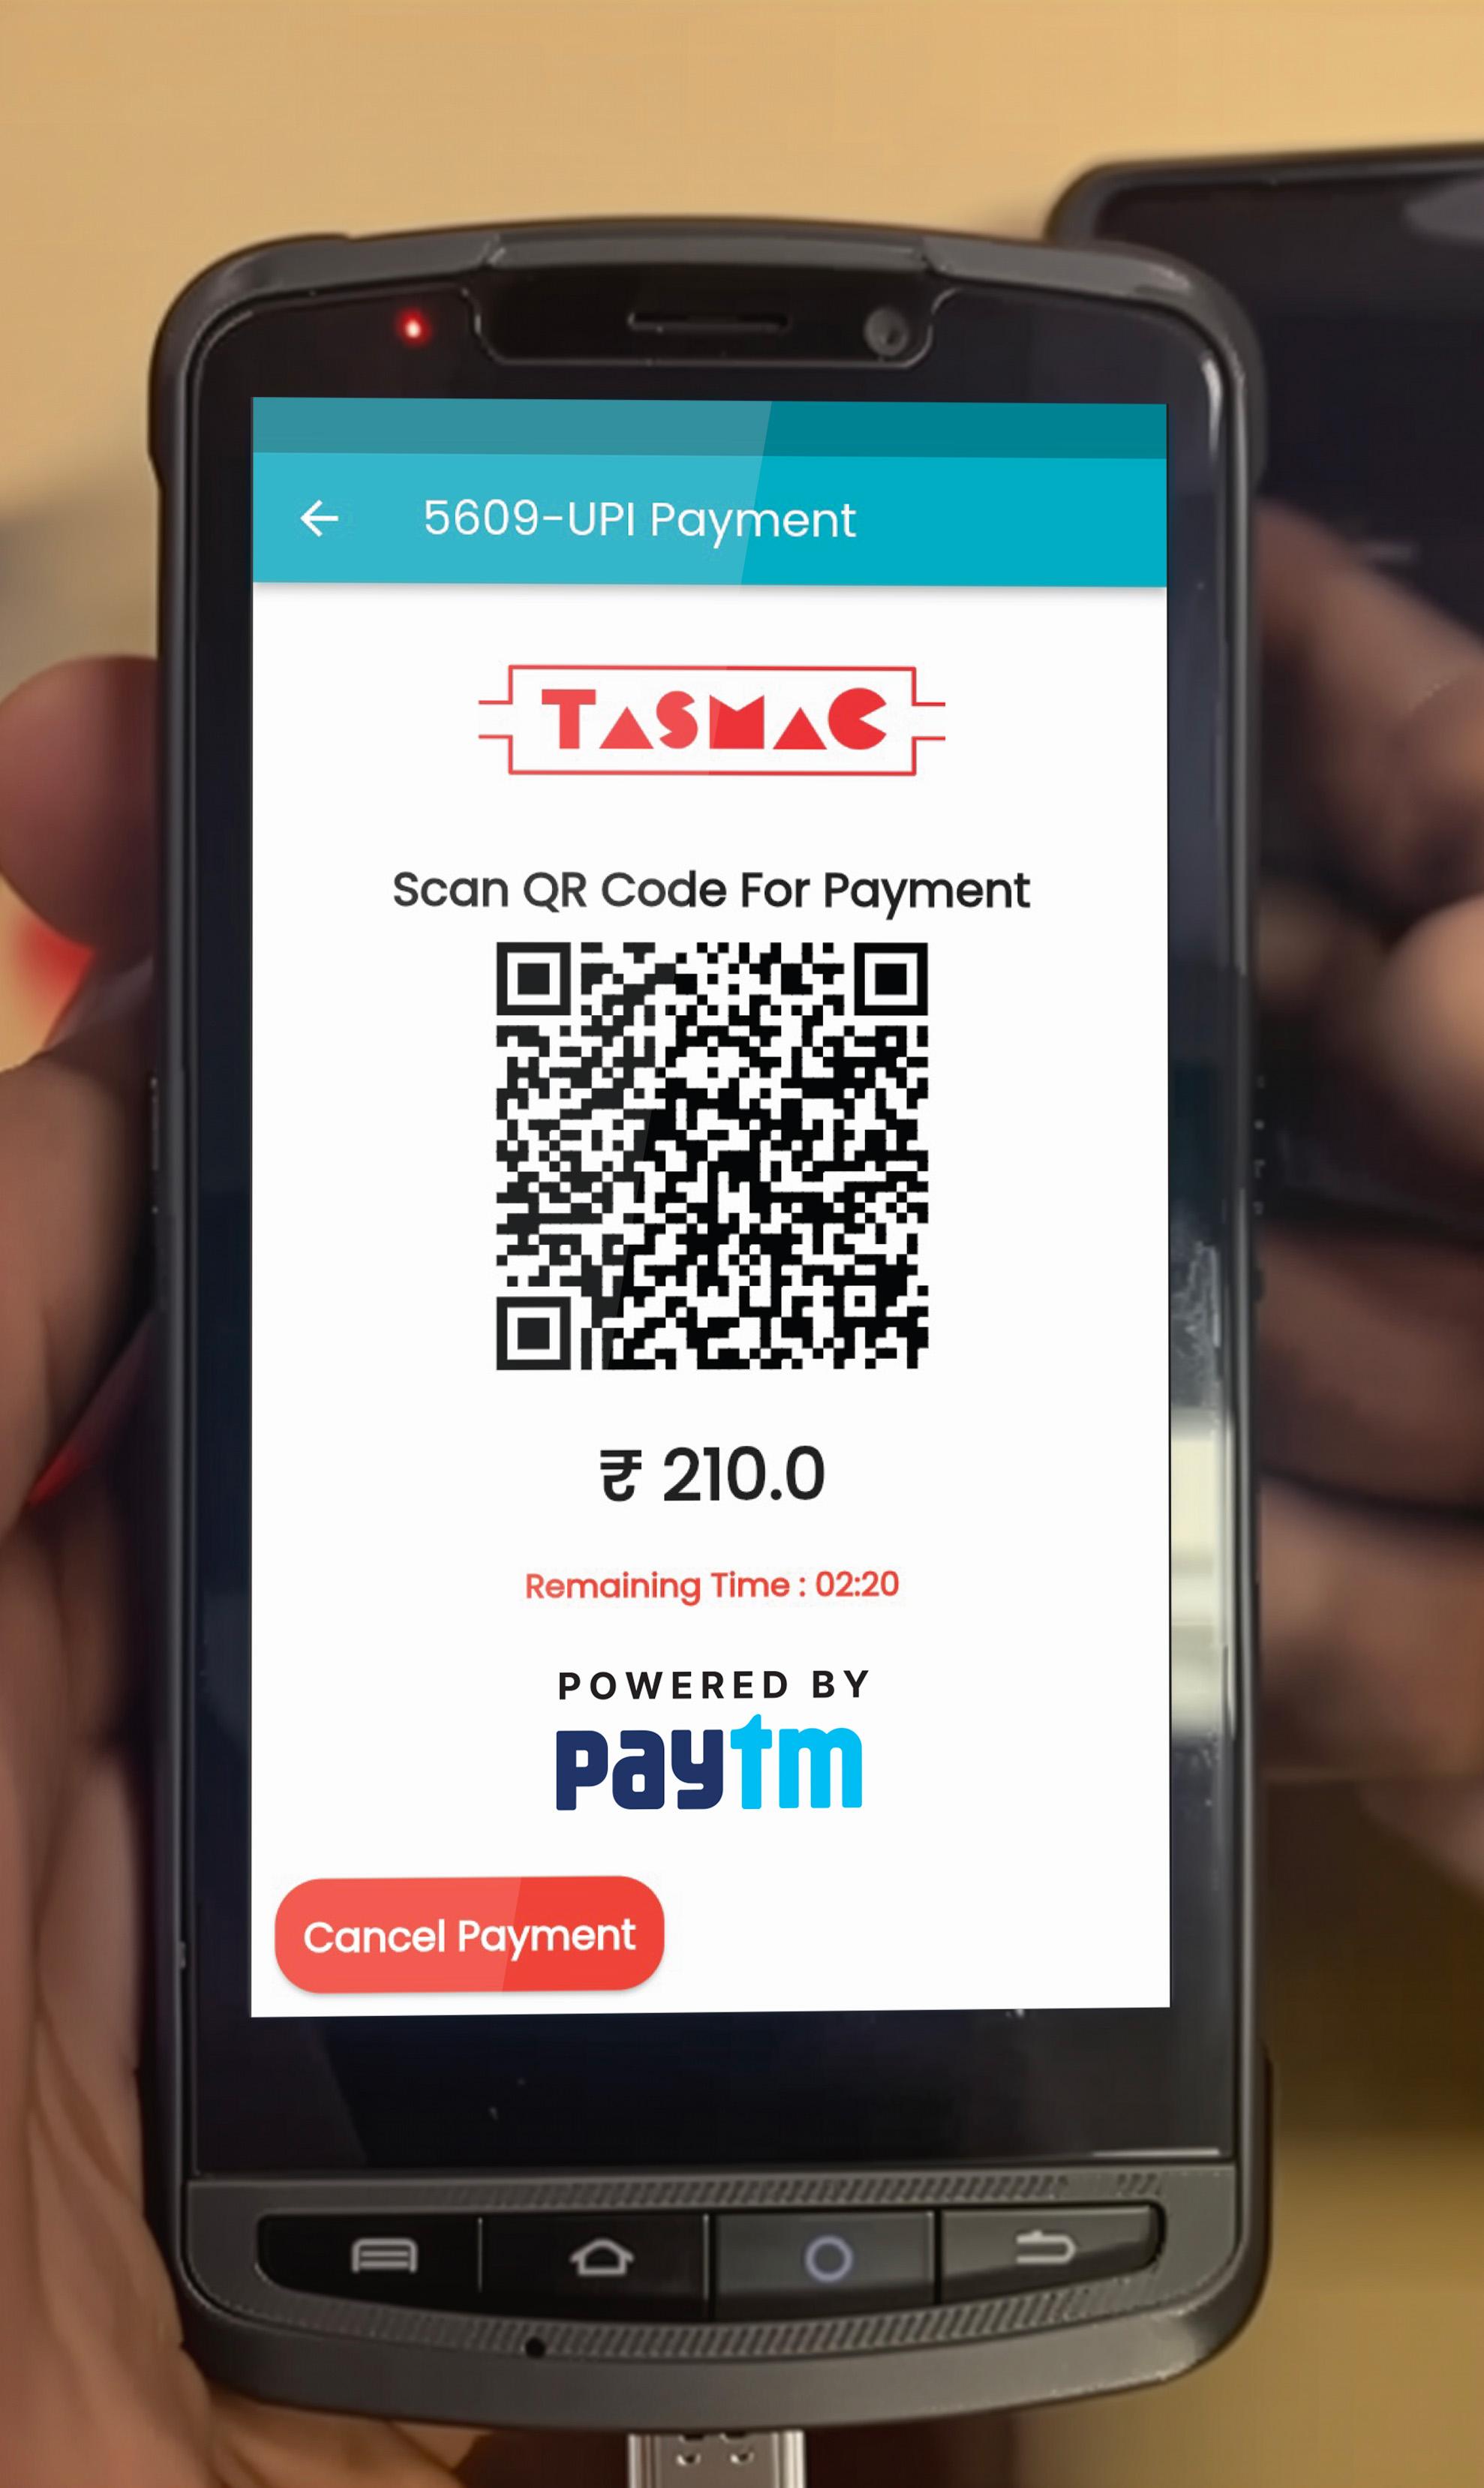 5609-UPI Payment
TASMAC
Scan QR Code For Payment
₹ 210.0
Remaining Time : 02:20
POWERED BY
paytm
Cancel Payment